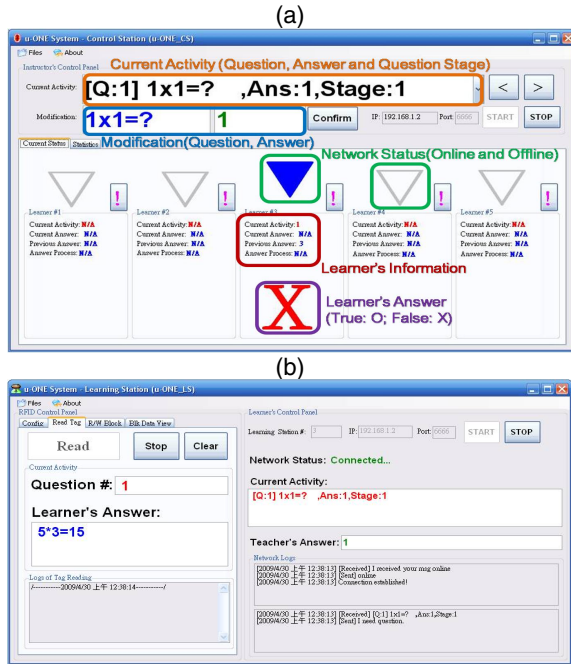 (a)
u-ONE System - Control Station (u-ONE_CS)
Files About
Instructor's Control Panel
Current Activity (Question, Answer and Question Stage)
Current Activity: [Q:1] 1x1=? ,Ans:1,Stage:1 < >
Modification: 1x1=? 1 Confirm IP: 192.168.1.2 Port: 6666 START STOP
Current Status Statistics Modification(Question, Answer)
Network Status(Online and Offline)
! ! ! ! !
Learner #1 Learner #2 Learner #3 Learner #4 Learner #5
Current Activity: N/A Current Activity: N/A Current Activity: 1 Current Activity: N/A Current Activity: N/A
Current Answer: N/A Current Answer: N/A Current Answer: N/A Current Answer: N/A Current Answer: N/A
Previous Answer: N/A Previous Answer: N/A Previous Answer: 3 Previous Answer: N/A Previous Answer: N/A
Answer Process: N/A Answer Process: N/A Answer Process: N/A Answer Process: N/A Answer Process: N/A
Learner's Information
X
Learner's Answer
(True: O; False: X)
(b)
u-ONE System - Learning Station (u-ONE_LS)
Files About
RFID Control Panel
Config Read Tag R/W Block Blk Data View
Read Stop Clear
Current Activity
Question #: 1
Learner's Answer:
5*3=15
Logs of Tag Reading
/-----------2009/4/30 上午 12:38:14-----------/
Learner's Control Panel
Learning Station #: 3 IP: 192.168.1.2 Port: 6666 START STOP
Network Status: Connected...
Current Activity:
[Q:1] 1x1=? ,Ans:1,Stage:1
Teacher's Answer: 1
Network Logs
[2009/4/30 上午 12:38:13] [Received] I received your msg online
[2009/4/30 上午 12:38:13] [Sent] online
[2009/4/30 上午 12:38:13] Connection established!
[2009/4/30 上午 12:38:13] [Received] [Q:1] 1x1=? ,Ans:1,Stage:1
[2009/4/30 上午 12:38:13] [Sent] I need question.